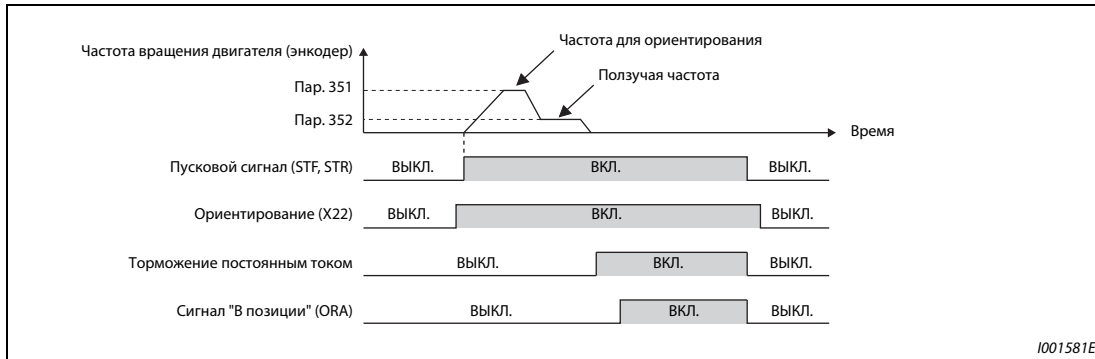 Частота вращения двигателя (энкодер)
Частота для ориентирования
Пар. 351
Ползучая частота
Пар. 352
Время
Пусковой сигнал (STF, STR) ВЫКЛ. ВКЛ. ВЫКЛ.
Ориентирование (X22) ВЫКЛ. ВКЛ. ВЫКЛ.
Торможение постоянным током ВЫКЛ. ВКЛ. ВЫКЛ.
Сигнал "В позиции" (ORA) ВЫКЛ. ВКЛ. ВЫКЛ.
I001581E